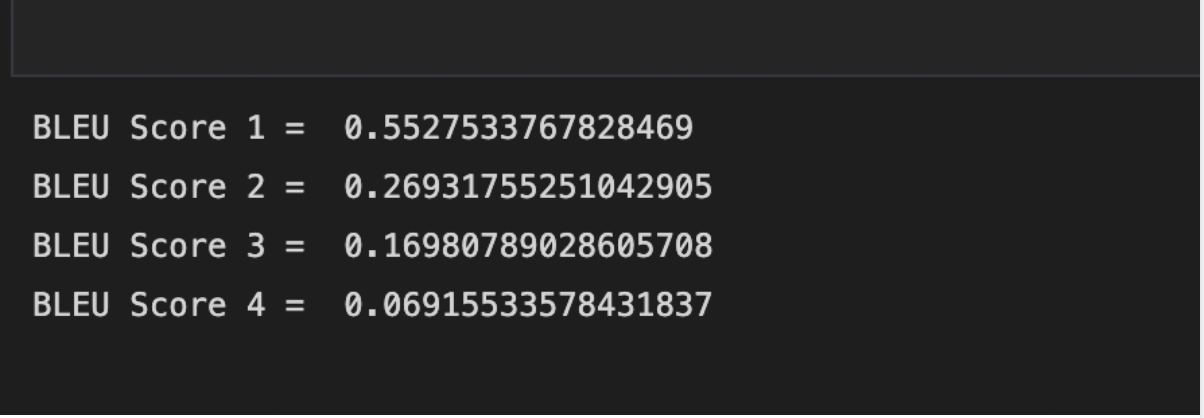 BLEU Score 1 =  0.5527533767828469
BLEU Score 2 =  0.26931755251042905
BLEU Score 3 =  0.16980789028605708
BLEU Score 4 =  0.06915533578431837